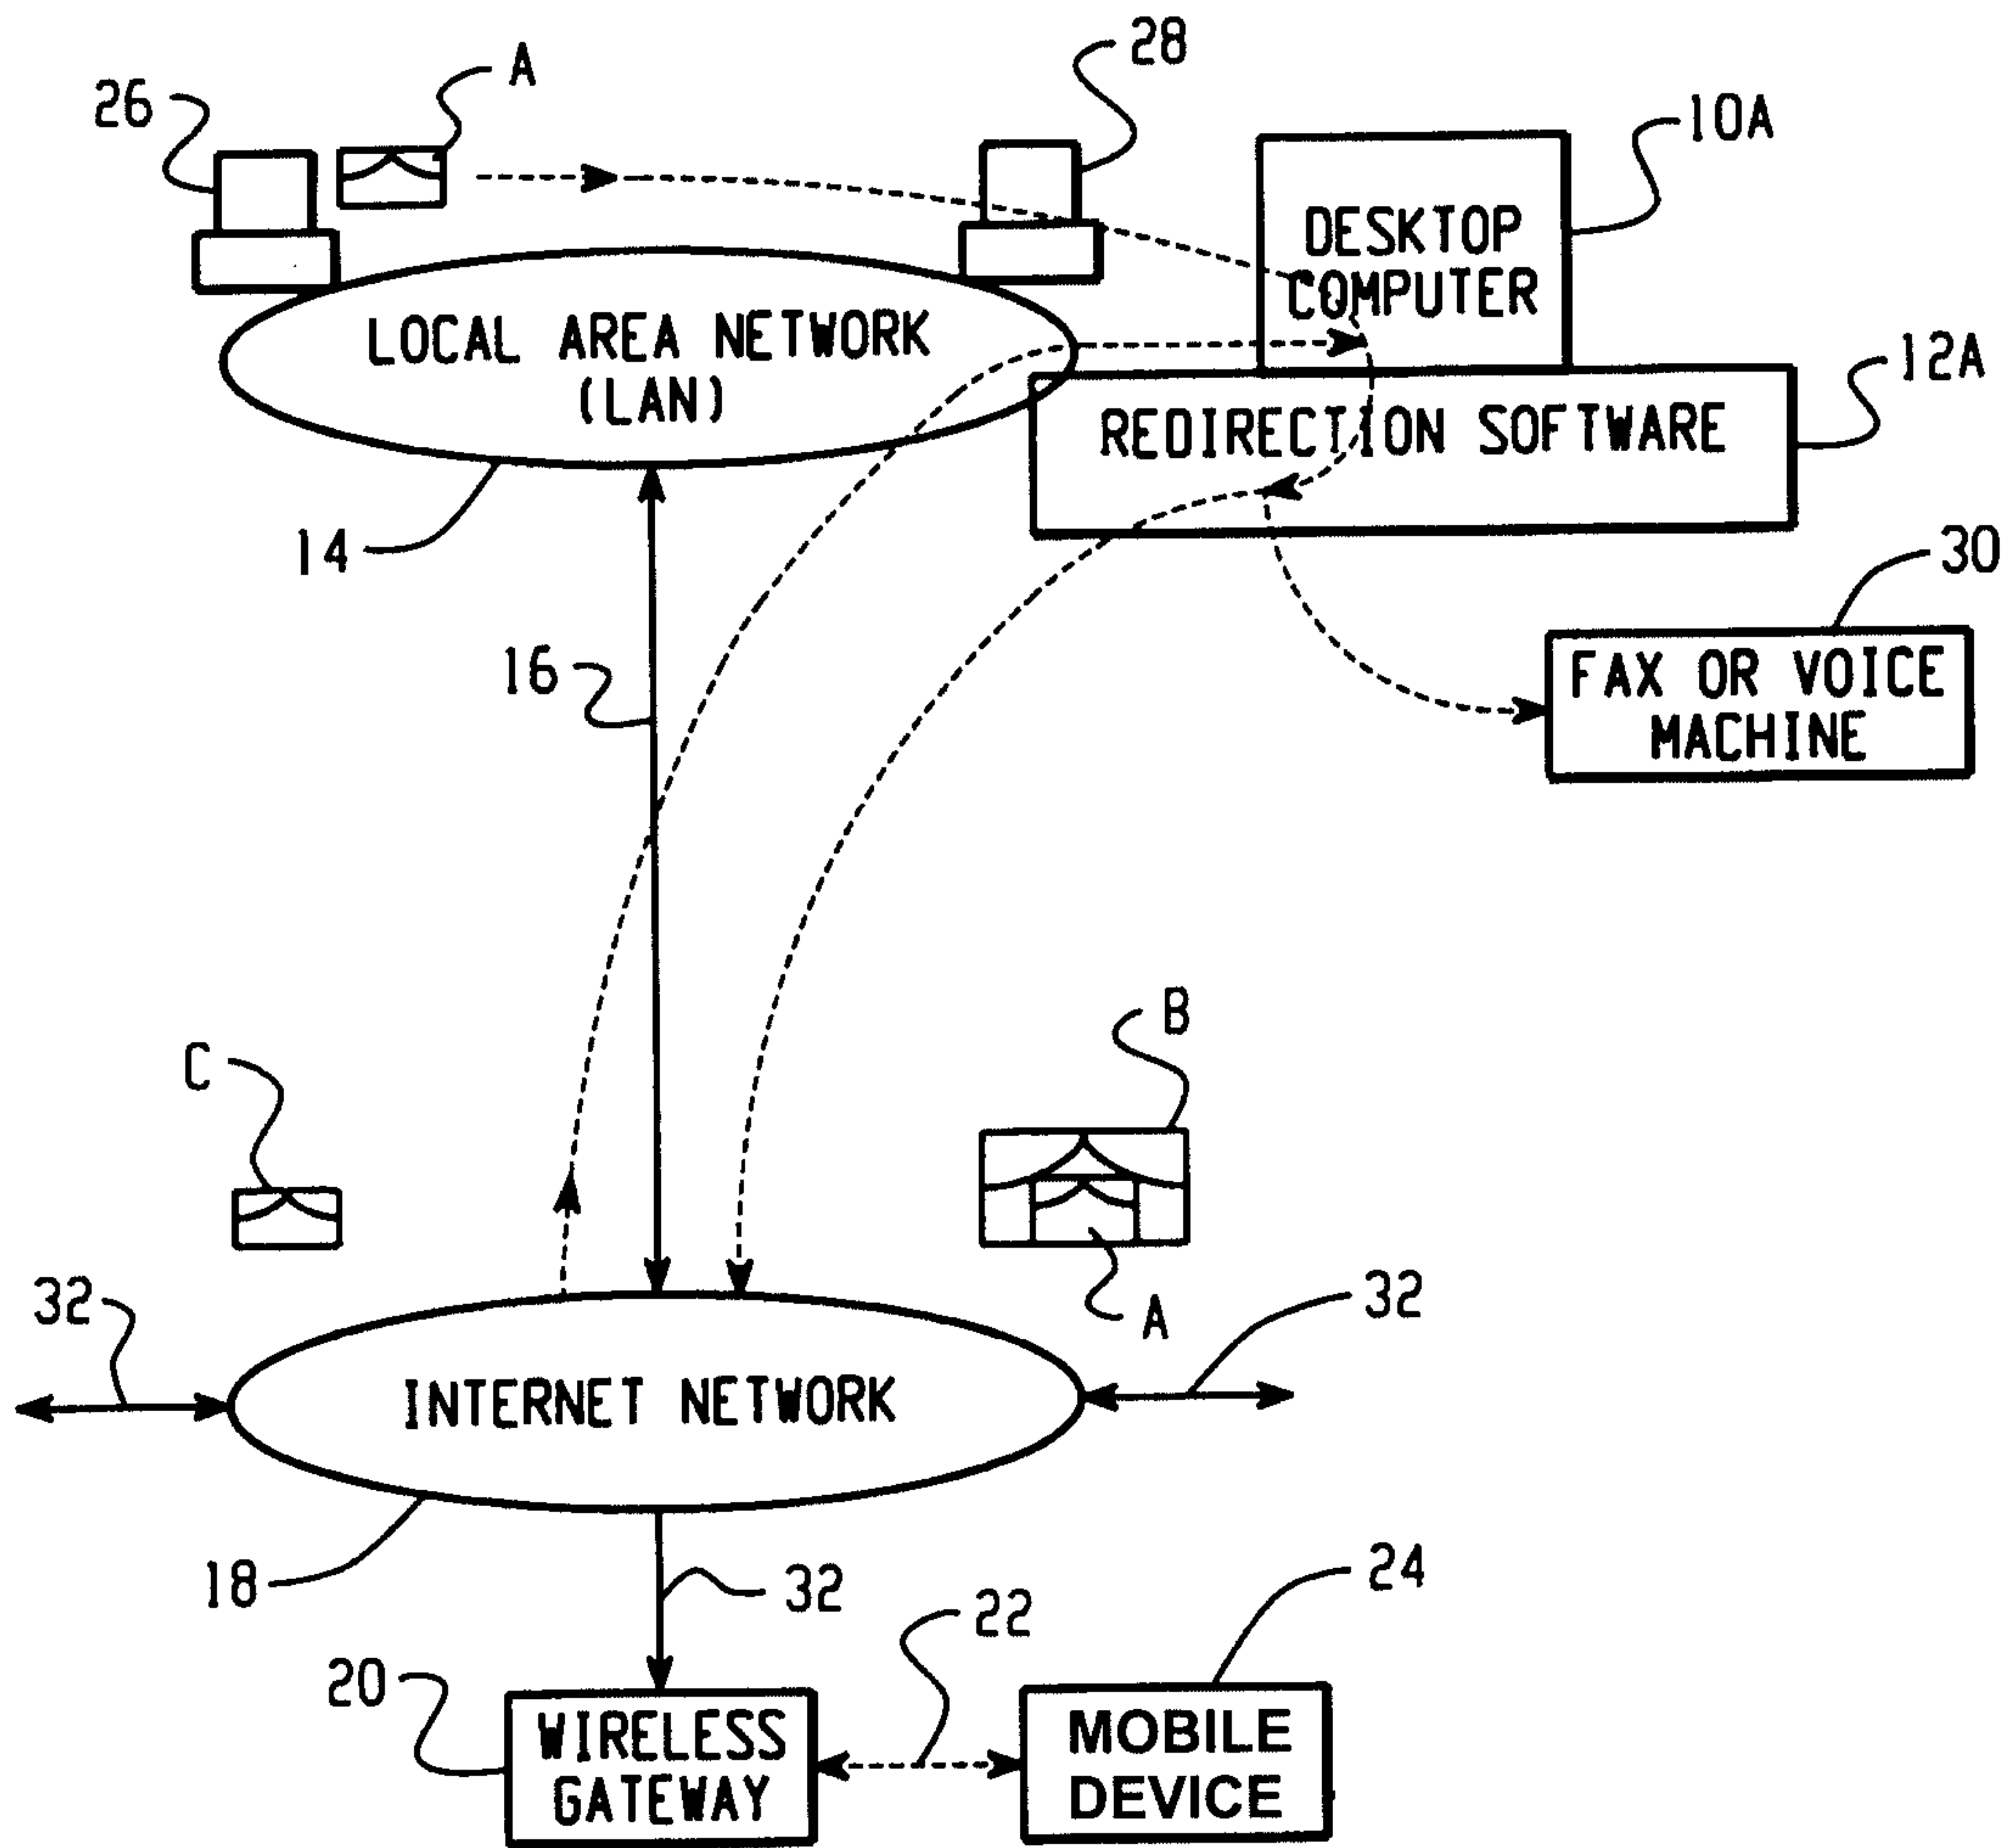 28
A
26
10A
DESKTOP
COMPUTER
LOCAL AREA NETWORK
(LAN)
12A
REDIRECTION SOFTWARE
14
30
16
FAX OR VOICE
MACHINE
B
C
32
A
32
INTERNET NETWORK
18
32
22
24
20
WIRELESS
GATEWAY
MOBILE
DEVICE